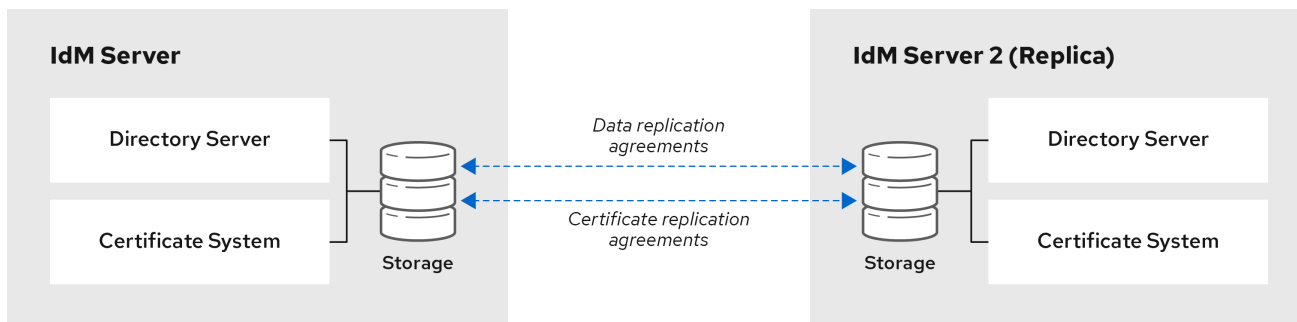 IdM Server
Directory Server
Certificate System
Storage
Data replication
agreements
Certificate replication
agreements
IdM Server 2 (Replica)
Storage
Directory Server
Certificate System